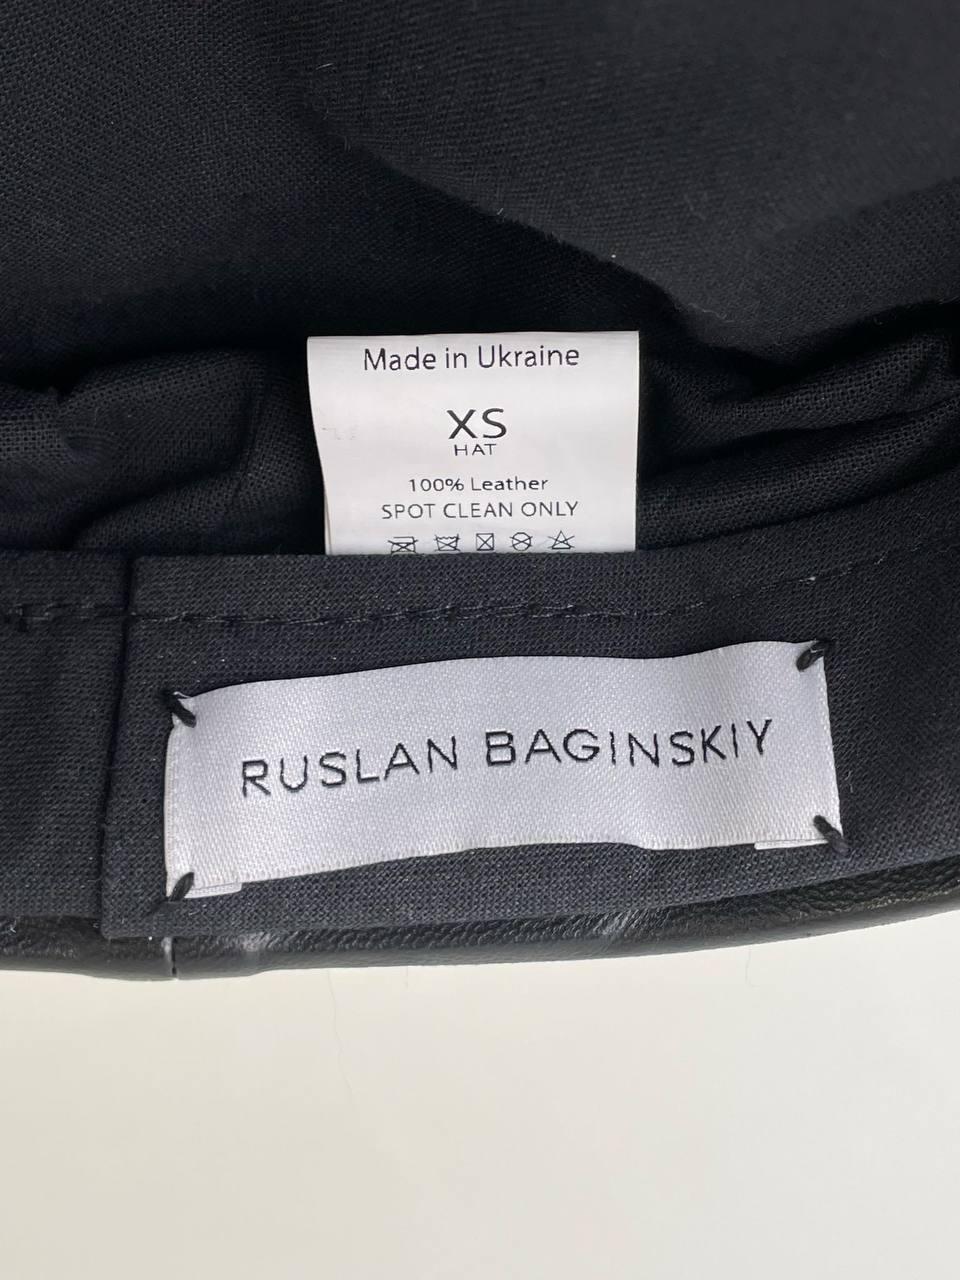 Made in Ukraine
XS
HAT
100% Leather
SPOT CLEAN ONLY
RUSLAN BAGINSKIY